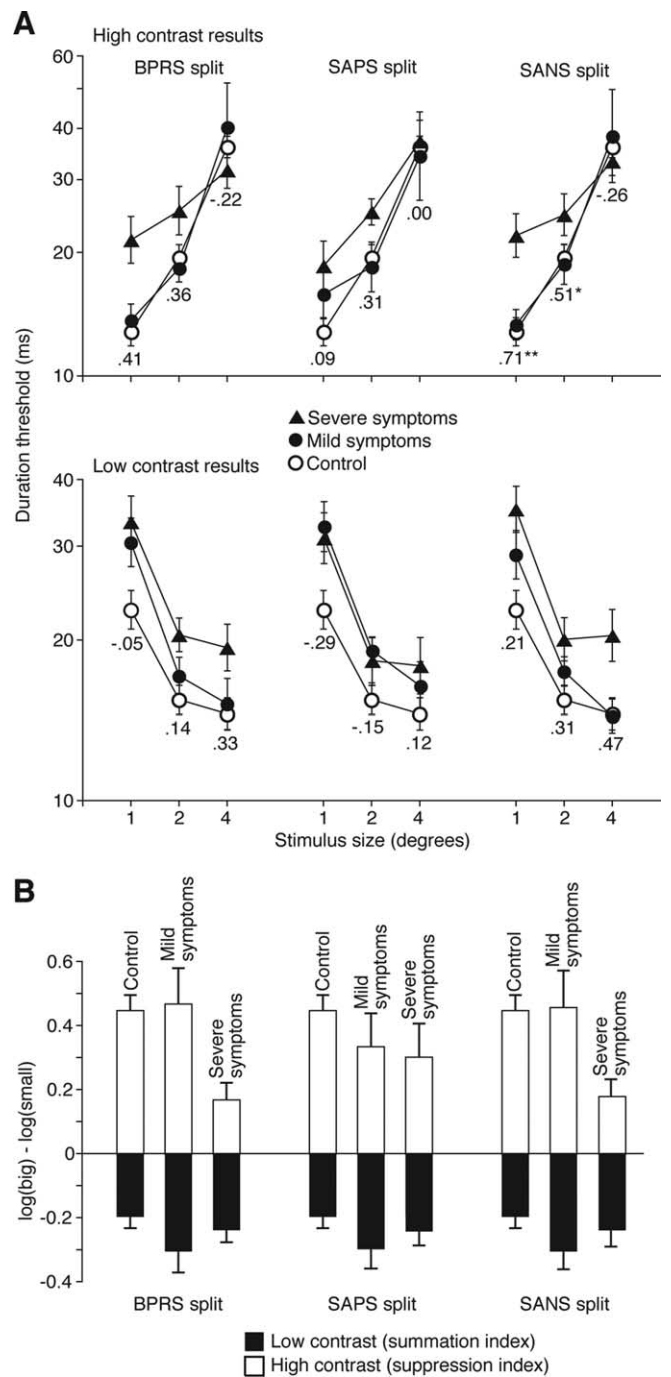 A
High contrast results
BPRS split
SAPS split
SANS split
60
40
30
20
10
-.22
.36
.41
.00
.31
.09
-.26
.51*
.71**
Duration threshold (ms)
Severe symptoms
Mild symptoms
Control
Low contrast results
40
30
20
10
-.05
.14
.33
-.29
-.15
.12
.21
.31
.47
1 2 4 1 2 4 1 2 4
Stimulus size (degrees)
B
log(big) - log(small)
0.6
0.4
0.2
0
-0.2
-0.4
Control
Mild
symptoms
Severe
symptoms
Control
Mild
symptoms
Severe
symptoms
Control
Mild
symptoms
Severe
symptoms
BPRS split
SAPS split
SANS split
Low contrast (summation index)
High contrast (suppression index)